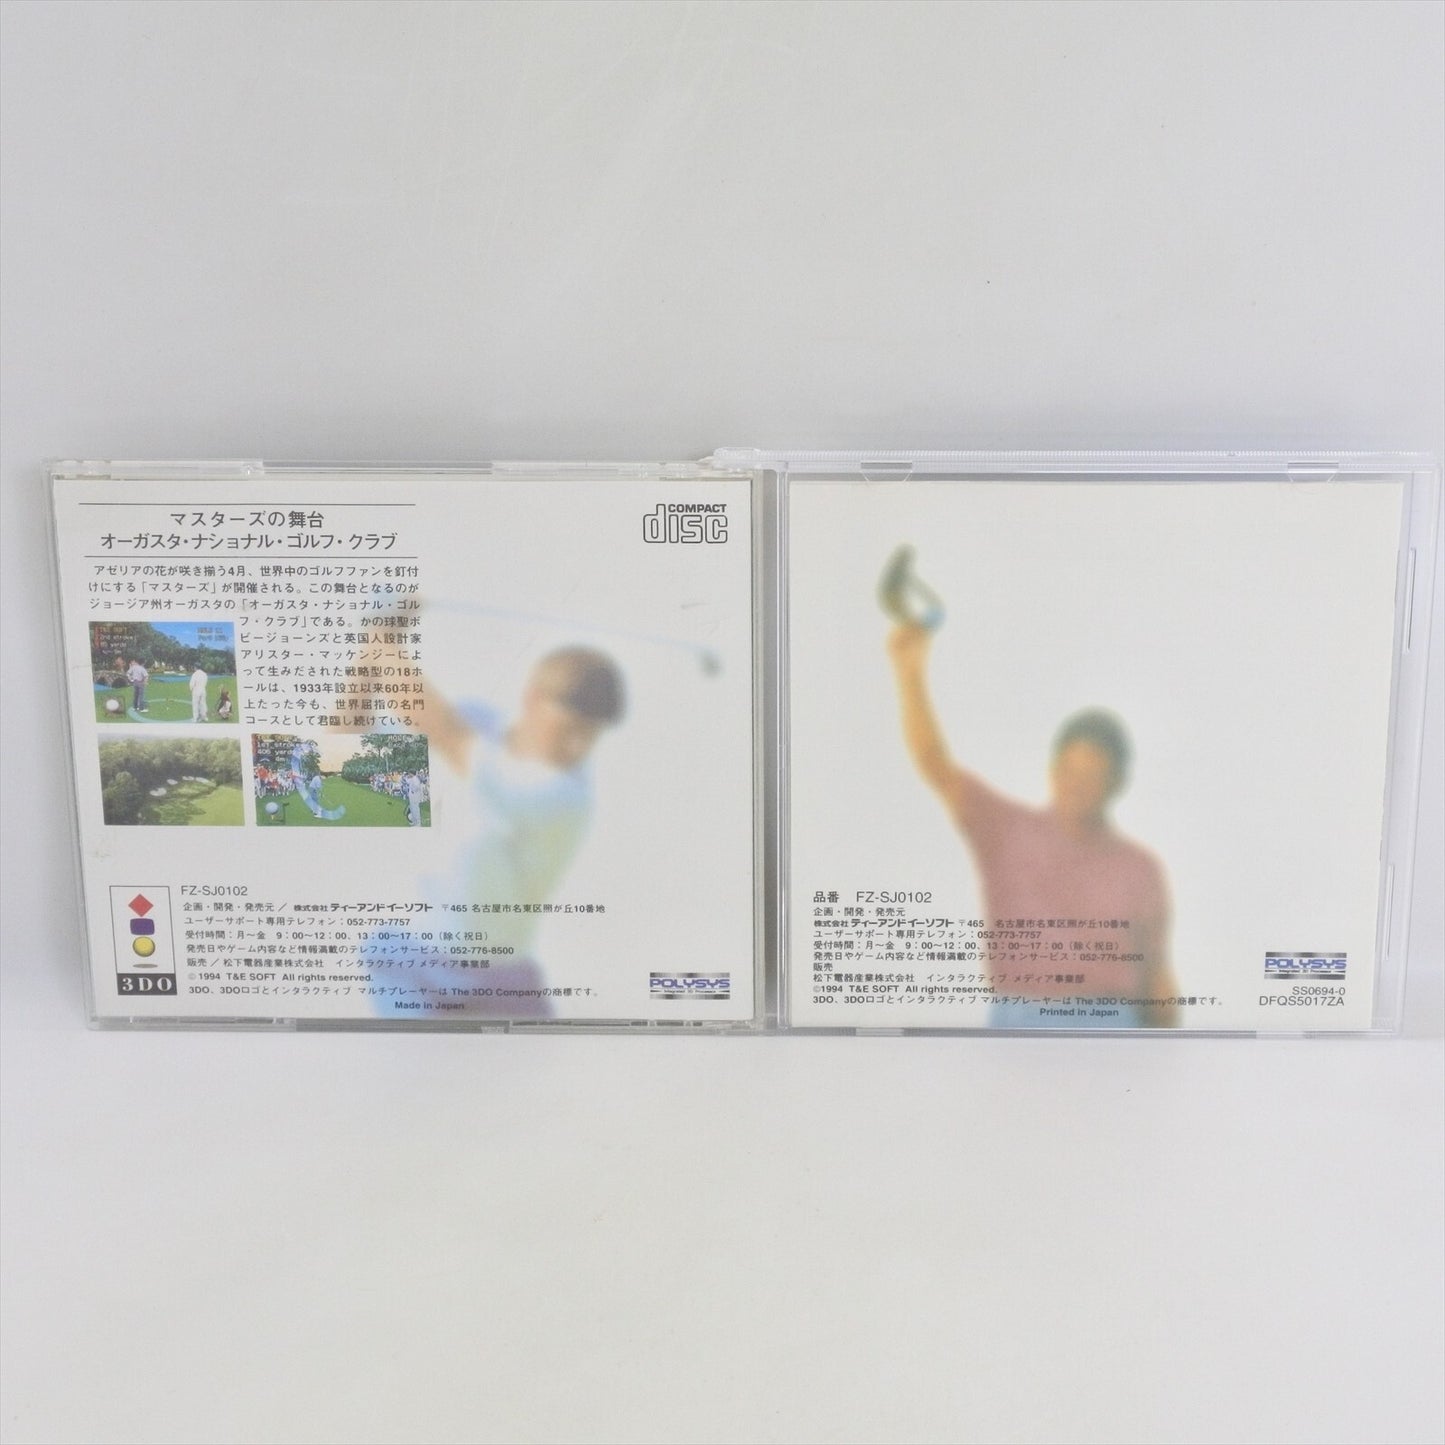 マスターズの舞台
オーガスタ・ナショナル・ゴルフ・クラブ
アゼリアの花が咲き揃う4月、世界中のゴルフファンを釘付
けにする「マスターズ」が開催される。この舞台となるのが
ジョージア州オーガスタの「オーガスタ・ナショナル・ゴル
フ・クラブ」である。かの球聖ボ
ビージョーンズと英国人設計家
アリスター・マッケンジーによ
って生みだされた戦略型の18ホ
ールは、1933年設立以来60年以
上たった今も、世界屈指の名門
コースとして君臨し続けている。
COMPACT
disc
3DO
FZ-SJ0102
企画・開発・発売元 ／ 株式会社 ティーアンドイーソフト 〒465 名古屋市名東区照が丘10番地
ユーザーサポート専用テレフォン：052-773-7757
受付時間：月〜金 9：00〜12：00、13：00〜17：00（除く祝日）
発売日やゲーム内容など情報満載のテレフォンサービス：052-776-8500
販売 ／ 松下電器産業株式会社 インタラクティブ メディア事業部
©1994 T&E SOFT All rights reserved.
3DO、3DOロゴとインタラクティブ マルチプレーヤーは The 3DO Companyの商標です。
Made in Japan
POLYSYS
品番 FZ-SJ0102
企画・開発・発売元
株式会社 ティーアンドイーソフト 〒465 名古屋市名東区照が丘10番地
ユーザーサポート専用テレフォン：052-773-7757
受付時間：月〜金 9：00〜12：00、13：00〜17：00（除く祝日）
発売日やゲーム内容など情報満載のテレフォンサービス：052-776-8500
販売
松下電器産業株式会社 インタラクティブ メディア事業部
©1994 T&E SOFT All rights reserved.
3DO、3DOロゴとインタラクティブ マルチプレーヤーは The 3DO Companyの商標です。
Printed in Japan
POLYSYS
SS0694-0
DFQS5017ZA